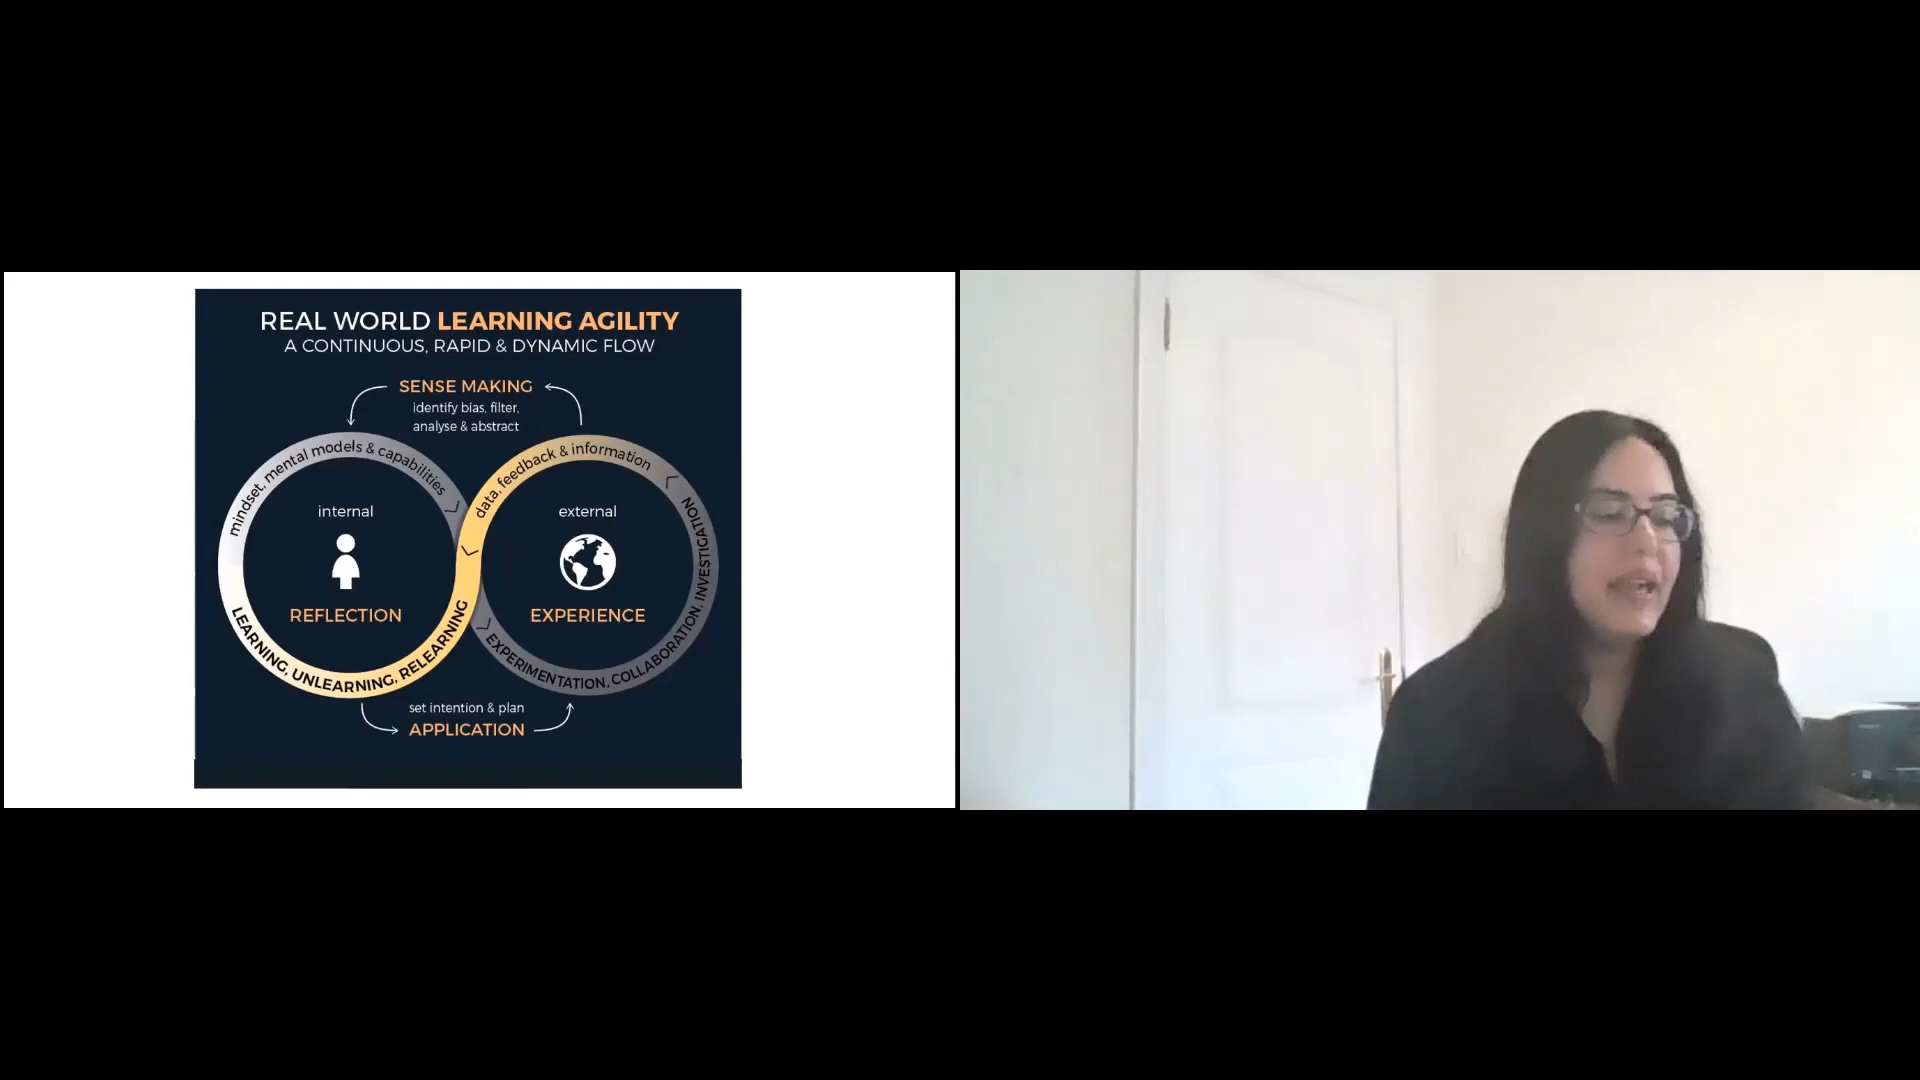 REAL WORLD LEARNING AGILITY
A CONTINUOUS, RAPID & DYNAMIC FLOW
SENSE MAKING
identify bias, filter,
analyse & abstract
mindset, mental models & capabilities
data, feedback & information
internal
external
REFLECTION
EXPERIENCE
LEARNING, UNLEARNING, RELEARNING
EXPERIMENTATION, COLLABORATION, INVESTIGATION
set intention & plan
APPLICATION